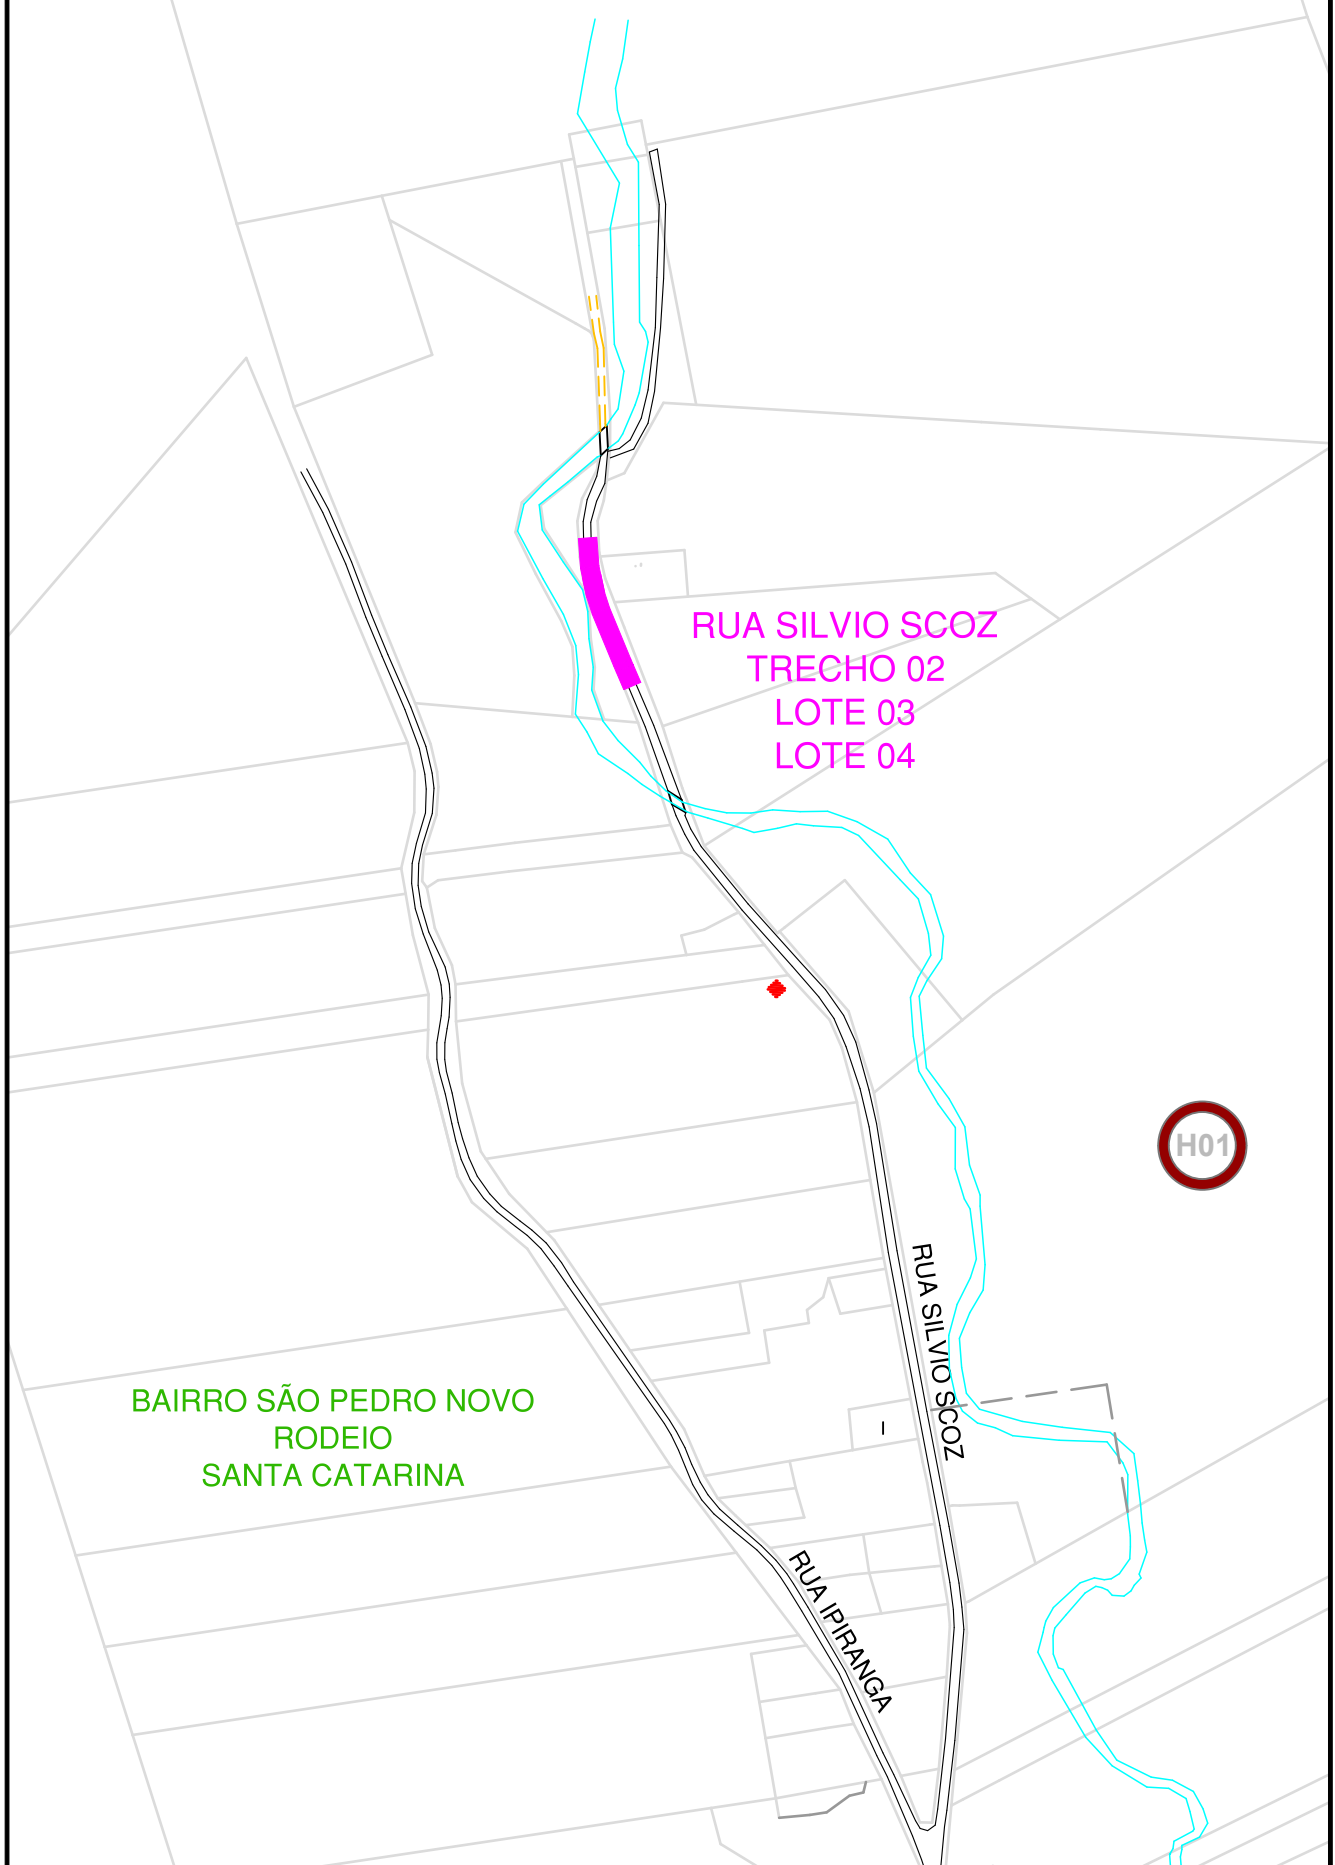 RUA SILVIO SCOZ
TRECHO 02
LOTE 03
LOTE 04
H01
RUA SILVIO SCOZ
BAIRRO SÃO PEDRO NOVO
RODEIO
SANTA CATARINA
RUA IPIRANGA